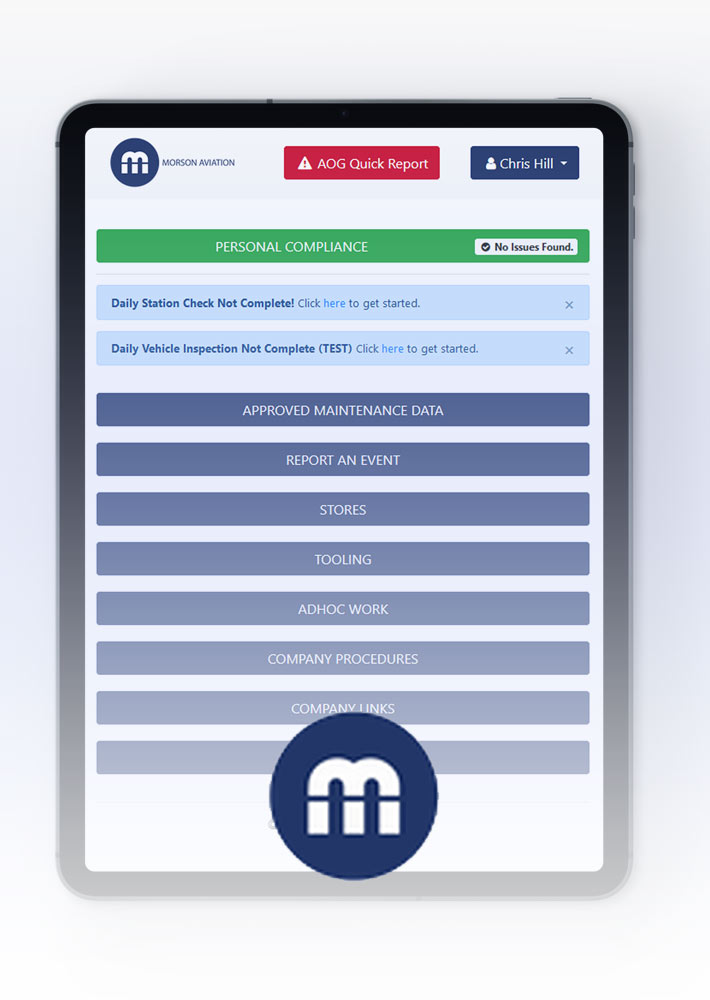 m MORSON AVIATION
AOG Quick Report
Chris Hill
PERSONAL COMPLIANCE
No Issues Found.
Daily Station Check Not Complete! Click here to get started. ×
Daily Vehicle Inspection Not Complete (TEST) Click here to get started. ×
APPROVED MAINTENANCE DATA
REPORT AN EVENT
STORES
TOOLING
ADHOC WORK
COMPANY PROCEDURES
COMPANY LINKS
m